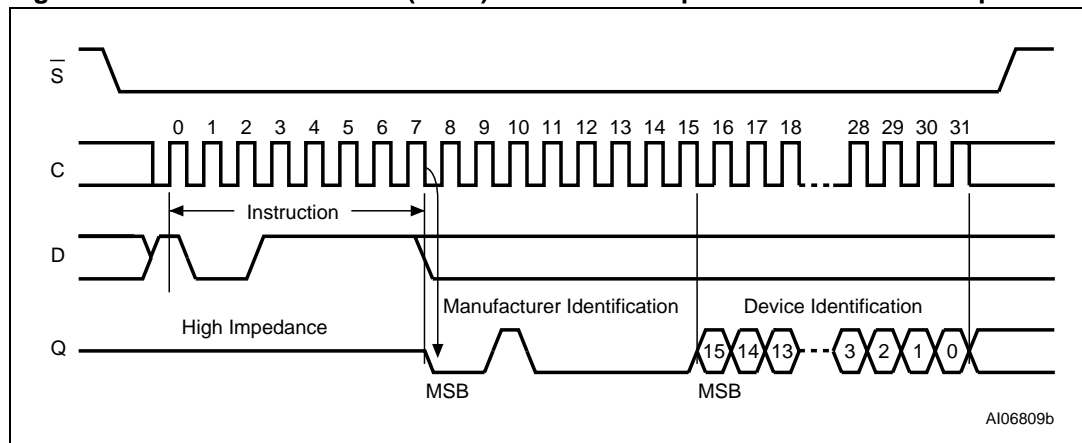 S
0 1 2 3 4 5 6 7 8 9 10 11 12 13 14 15 16 17 18 28 29 30 31
C
Instruction
D
Manufacturer Identification Device Identification
High Impedance
Q 15 14 13 3 2 1 0
MSB MSB
AI06809b